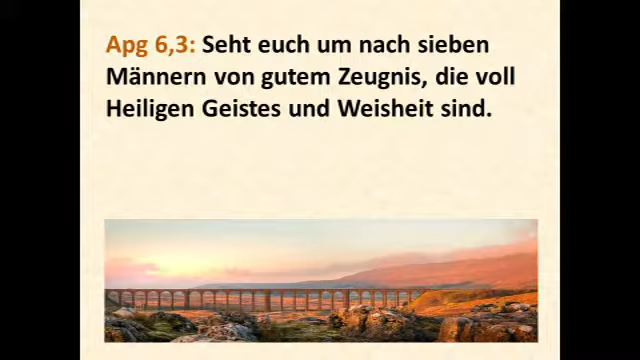 Apg 6,3: Seht euch um nach sieben
Männern von gutem Zeugnis, die voll
Heiligen Geistes und Weisheit sind.